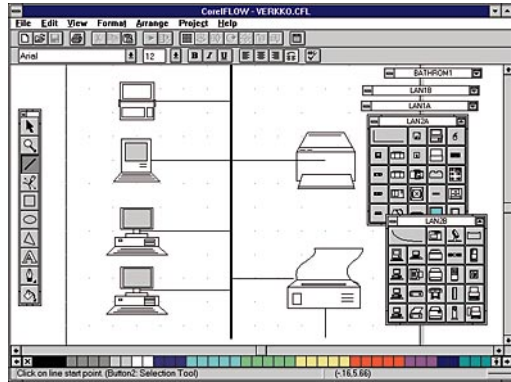 CorelFLOW - VERKKO.CFL
File Edit View Format Arrange Project Help
Arial 12 B I U
BATHROM1
LAN1B
LAN1A
LAN2A
LAN2B
Click on line start point. (Button2: Selection Tool) (-.16,5.66)